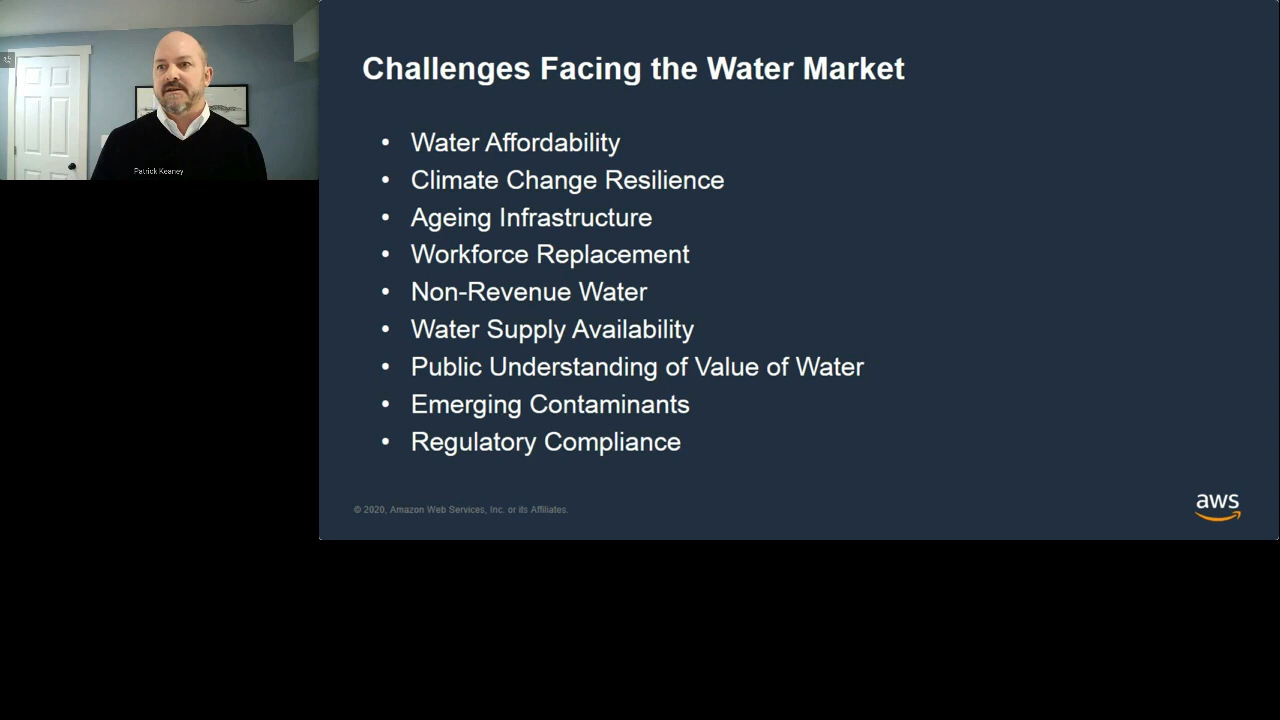 Patrick Keaney
Challenges Facing the Water Market
• Water Affordability
• Climate Change Resilience
• Ageing Infrastructure
• Workforce Replacement
• Non-Revenue Water
• Water Supply Availability
• Public Understanding of Value of Water
• Emerging Contaminants
• Regulatory Compliance
© 2020, Amazon Web Services, Inc. or its Affiliates.
aws